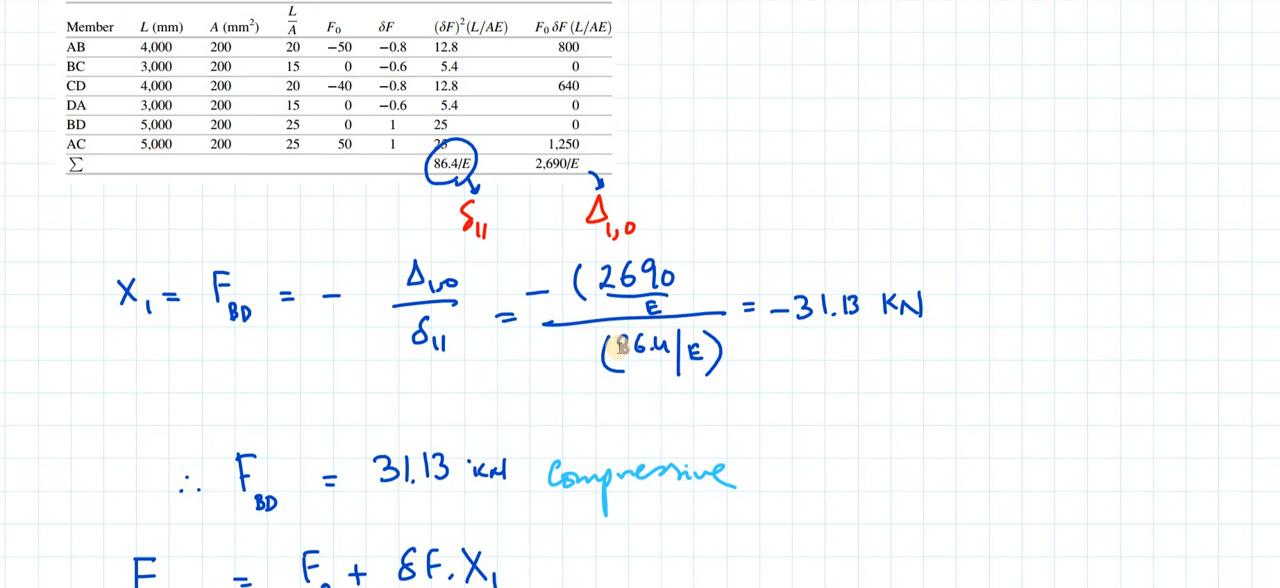 L
Member L (mm) A (mm²) A F₀ δF (δF)²(L/AE) F₀ δF (L/AE)
AB 4,000 200 20 −50 −0.8 12.8 800
BC 3,000 200 15 0 −0.6 5.4 0
CD 4,000 200 20 −40 −0.8 12.8 640
DA 3,000 200 15 0 −0.6 5.4 0
BD 5,000 200 25 0 1 25 0
AC 5,000 200 25 50 1 25 1,250
∑ 86.4/E 2,690/E
δ₁₁ Δ₁,₀
X₁ = F_BD = − Δ₁,₀ / δ₁₁ = −(2690/E) / (86.4/E) = −31.13 KN
∴ F_BD = 31.13 KN Compressive
F = F₀ + δF.X₁